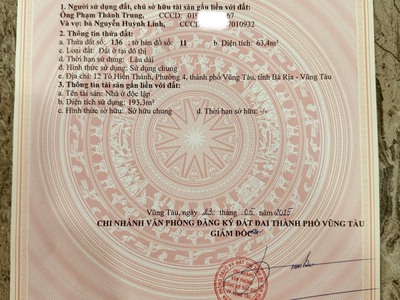 1. Người sử dụng đất, chủ sở hữu tài sản gắn liền với đất:
Ông Phạm Thành Trung, CCCD: 01 67
Và vợ: bà Nguyễn Huỳnh Linh, CCCD: 7010932
2. Thông tin thửa đất:
a. Thửa đất số: 136 ; tờ bản đồ số: 11 b. Diện tích: 63,4m²
c. Loại đất: Đất ở tại đô thị
d. Thời hạn sử dụng: Lâu dài
đ. Hình thức sử dụng: Sử dụng chung
e. Địa chỉ: 12 Tô Hiến Thành, Phường 4, thành phố Vũng Tàu, tỉnh Bà Rịa - Vũng Tàu
3. Thông tin tài sản gắn liền với đất:
a. Tên tài sản: Nhà ở độc lập
b. Diện tích sử dụng: 193,3m²
c. Hình thức sở hữu: Sở hữu chung d. Thời hạn sở hữu: -/-
Vũng Tàu, ngày 23 tháng năm 2025
CHI NHÁNH VĂN PHÒNG ĐĂNG KÝ ĐẤT ĐAI THÀNH PHỐ VŨNG TÀU
GIÁM ĐỐC